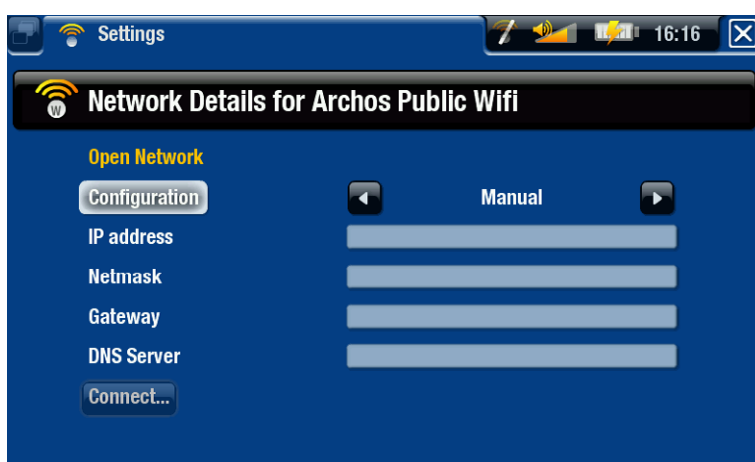 Settings 16:16
Network Details for Archos Public Wifi
W
Open Network
Configuration Manual
IP address
Netmask
Gateway
DNS Server
Connect...